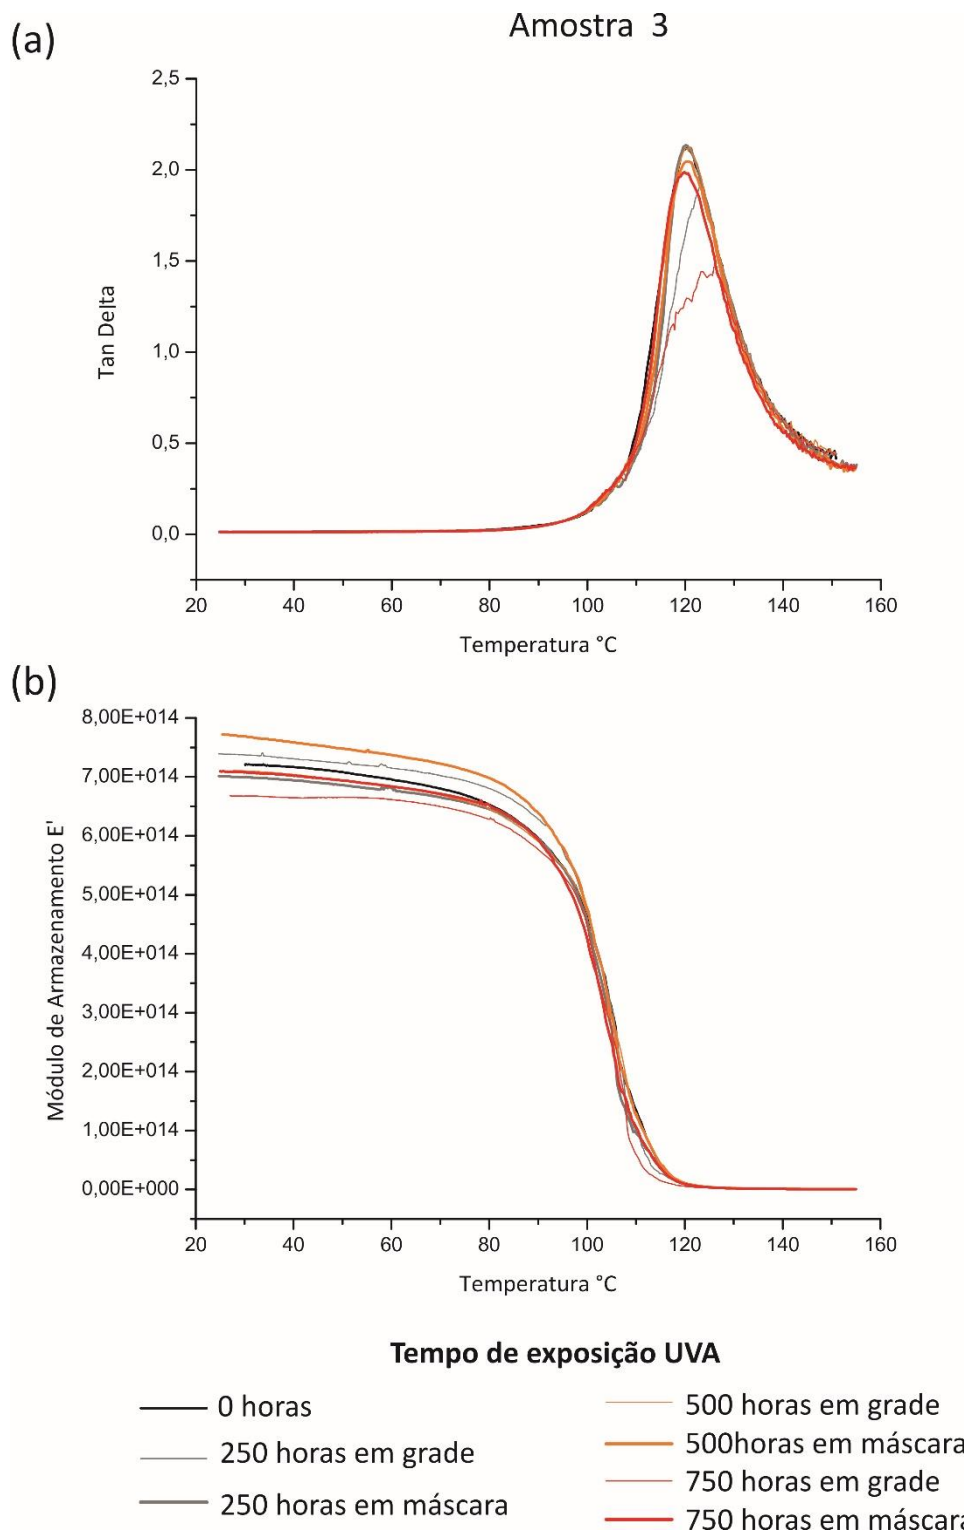 Amostra 3
(a)
2,5
2,0
1,5
1,0
0,5
0,0
Tan Delta
20 40 60 80 100 120 140 160
Temperatura °C
(b)
8,00E+014
7,00E+014
6,00E+014
5,00E+014
4,00E+014
3,00E+014
2,00E+014
1,00E+014
0,00E+000
Módulo de Armazenamento E'
20 40 60 80 100 120 140 160
Temperatura °C
Tempo de exposição UVA
0 horas
250 horas em grade
250 horas em máscara
500 horas em grade
500horas em máscara
750 horas em grade
750 horas em máscara